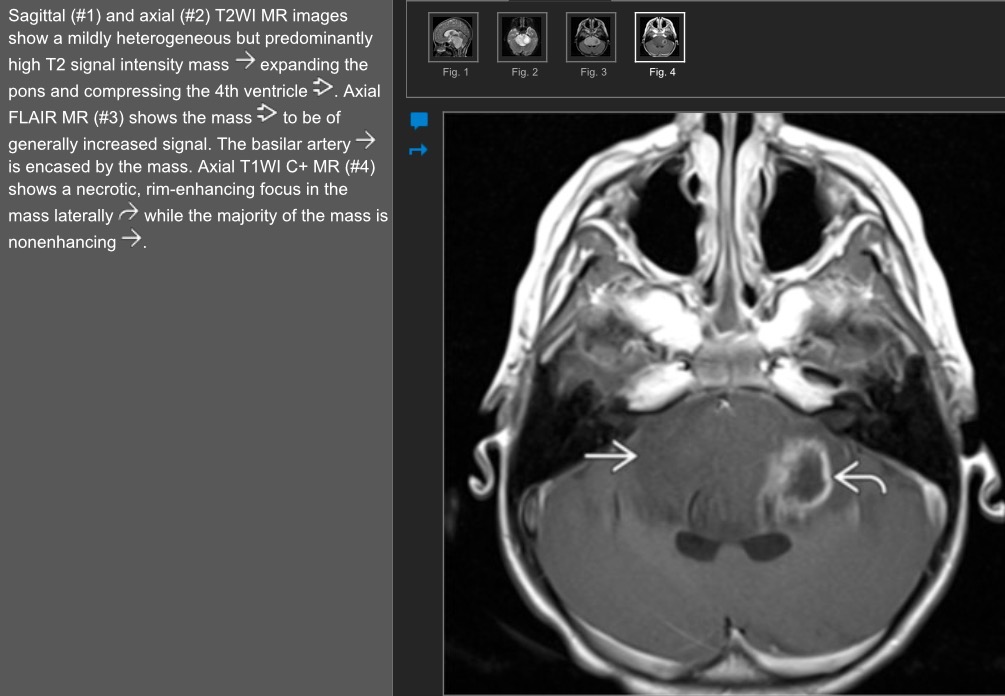 Sagittal (#1) and axial (#2) T2WI MR images
show a mildly heterogeneous but predominantly
high T2 signal intensity mass → expanding the
pons and compressing the 4th ventricle ⇨. Axial
FLAIR MR (#3) shows the mass ⇨ to be of
generally increased signal. The basilar artery →
is encased by the mass. Axial T1WI C+ MR (#4)
shows a necrotic, rim-enhancing focus in the
mass laterally ↷ while the majority of the mass is
nonenhancing →.
Fig. 1
Fig. 2
Fig. 3
Fig. 4